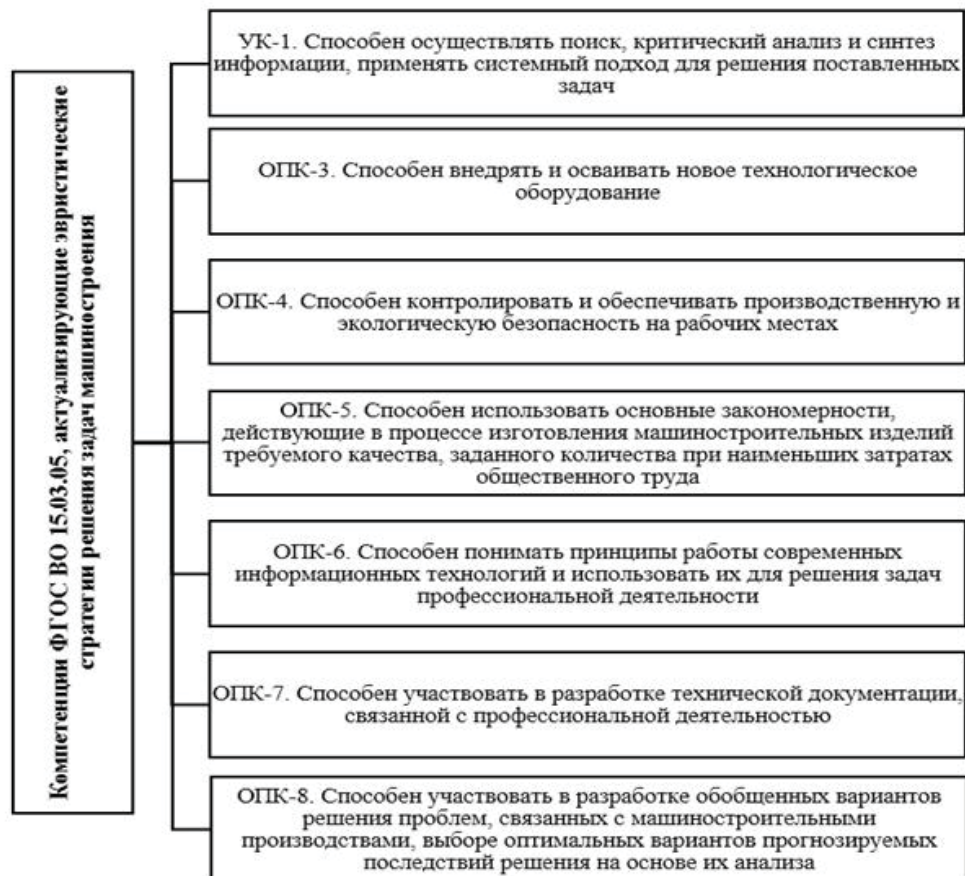 Компетенции ФГОС ВО 15.03.05, актуализирующие эвристические
стратегии решения задач машиностроения
УК-1. Способен осуществлять поиск, критический анализ и синтез
информации, применять системный подход для решения поставленных
задач
ОПК-3. Способен внедрять и осваивать новое технологическое
оборудование
ОПК-4. Способен контролировать и обеспечивать производственную и
экологическую безопасность на рабочих местах
ОПК-5. Способен использовать основные закономерности,
действующие в процессе изготовления машиностроительных изделий
требуемого качества, заданного количества при наименьших затратах
общественного труда
ОПК-6. Способен понимать принципы работы современных
информационных технологий и использовать их для решения задач
профессиональной деятельности
ОПК-7. Способен участвовать в разработке технической документации,
связанной с профессиональной деятельностью
ОПК-8. Способен участвовать в разработке обобщенных вариантов
решения проблем, связанных с машиностроительными
производствами, выборе оптимальных вариантов прогнозируемых
последствий решения на основе их анализа